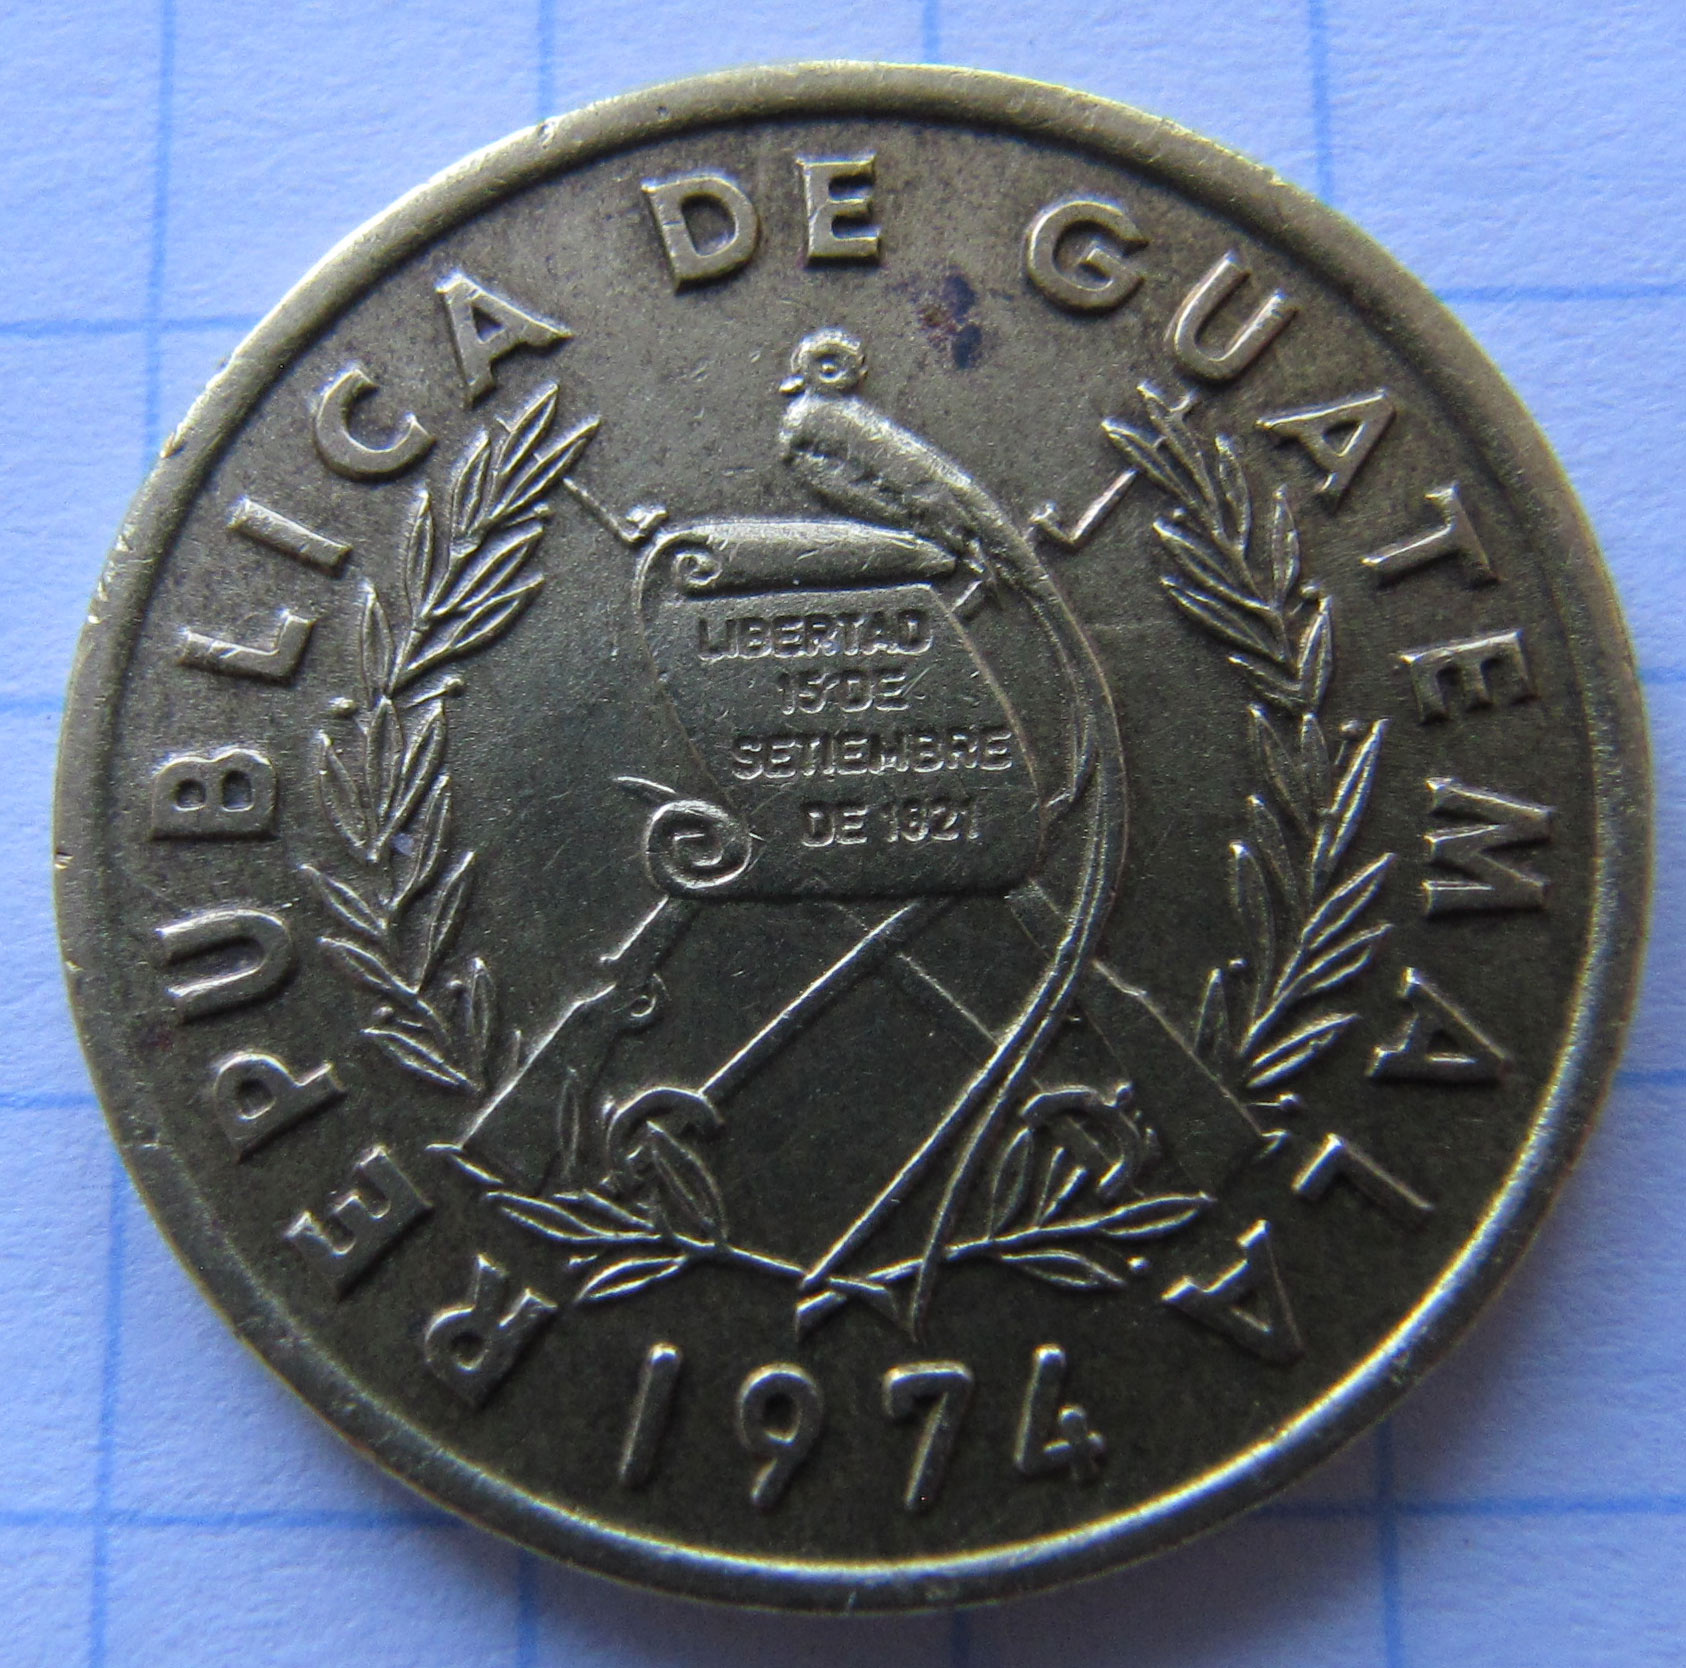 REPUBLICA DE GUATEMALA
LIBERTAD
15 DE
SETIEMBRE
DE 1821
1974